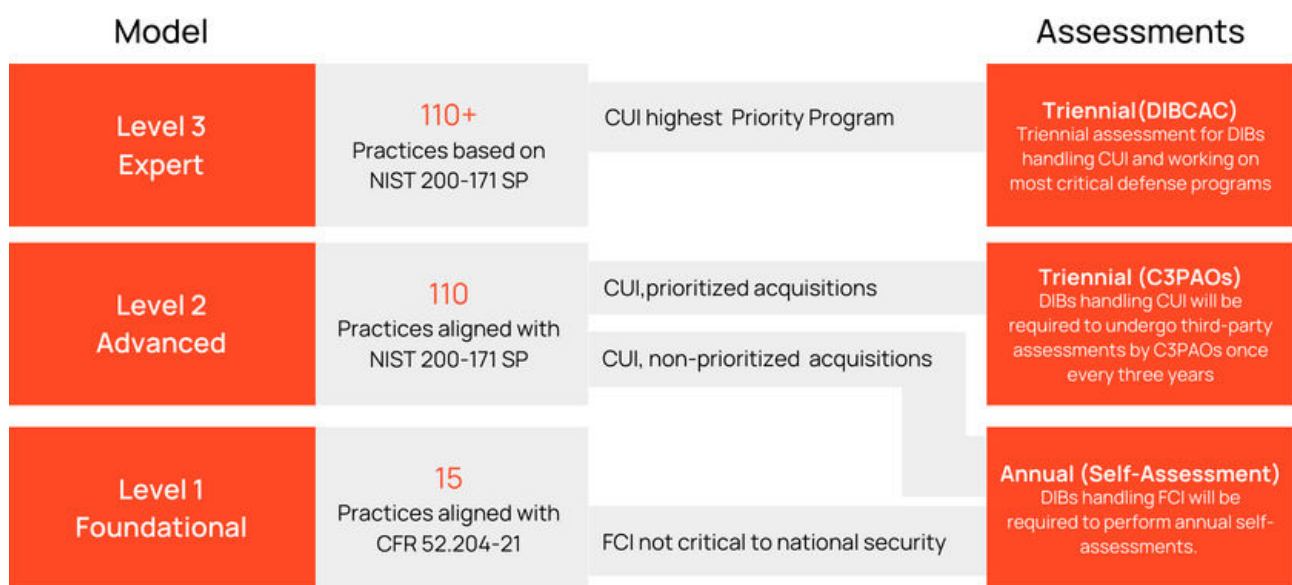 Model
Assessments
Level 3
Expert
110+
Practices based on
NIST 200-171 SP
CUI highest Priority Program
Triennial(DIBCAC)
Triennial assessment for DIBs
handling CUI and working on
most critical defense programs
Level 2
Advanced
110
Practices aligned with
NIST 200-171 SP
CUI,prioritized acquisitions
CUI, non-prioritized acquisitions
Triennial (C3PAOs)
DIBs handling CUI will be
required to undergo third-party
assessments by C3PAOs once
every three years
Level 1
Foundational
15
Practices aligned with
CFR 52.204-21
FCI not critical to national security
Annual (Self-Assessment)
DIBs handling FCI will be
required to perform annual self-
assessments.